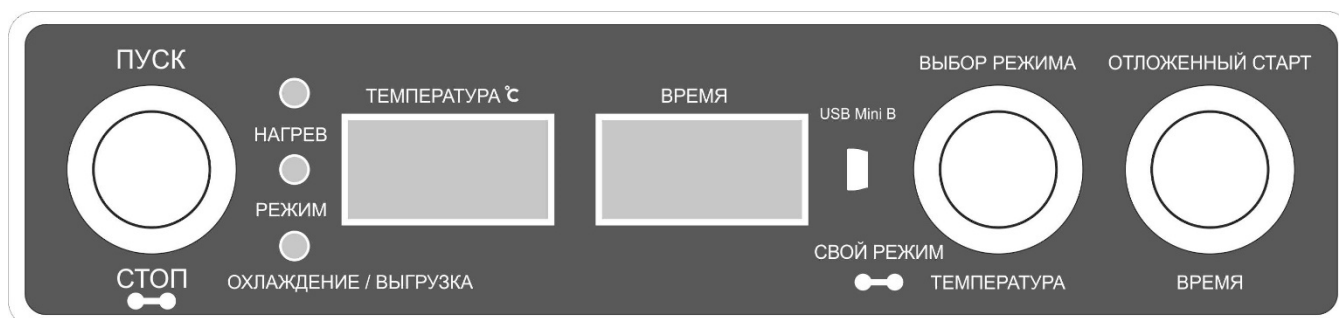 ПУСК
СТОП
НАГРЕВ
РЕЖИМ
ОХЛАЖДЕНИЕ / ВЫГРУЗКА
ТЕМПЕРАТУРА °C
ВРЕМЯ
USB Mini B
СВОЙ РЕЖИМ
ВЫБОР РЕЖИМА
ТЕМПЕРАТУРА
ОТЛОЖЕННЫЙ СТАРТ
ВРЕМЯ